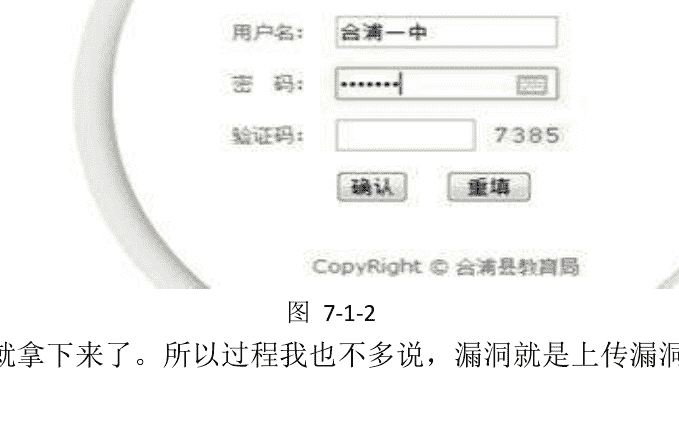 用户名: 合浦一中
密 码: •••••••
验证码: 7385
确认 重填
CopyRight © 合浦县教育局
图 7-1-2
就拿下来了。所以过程我也不多说，漏洞就是上传漏洞